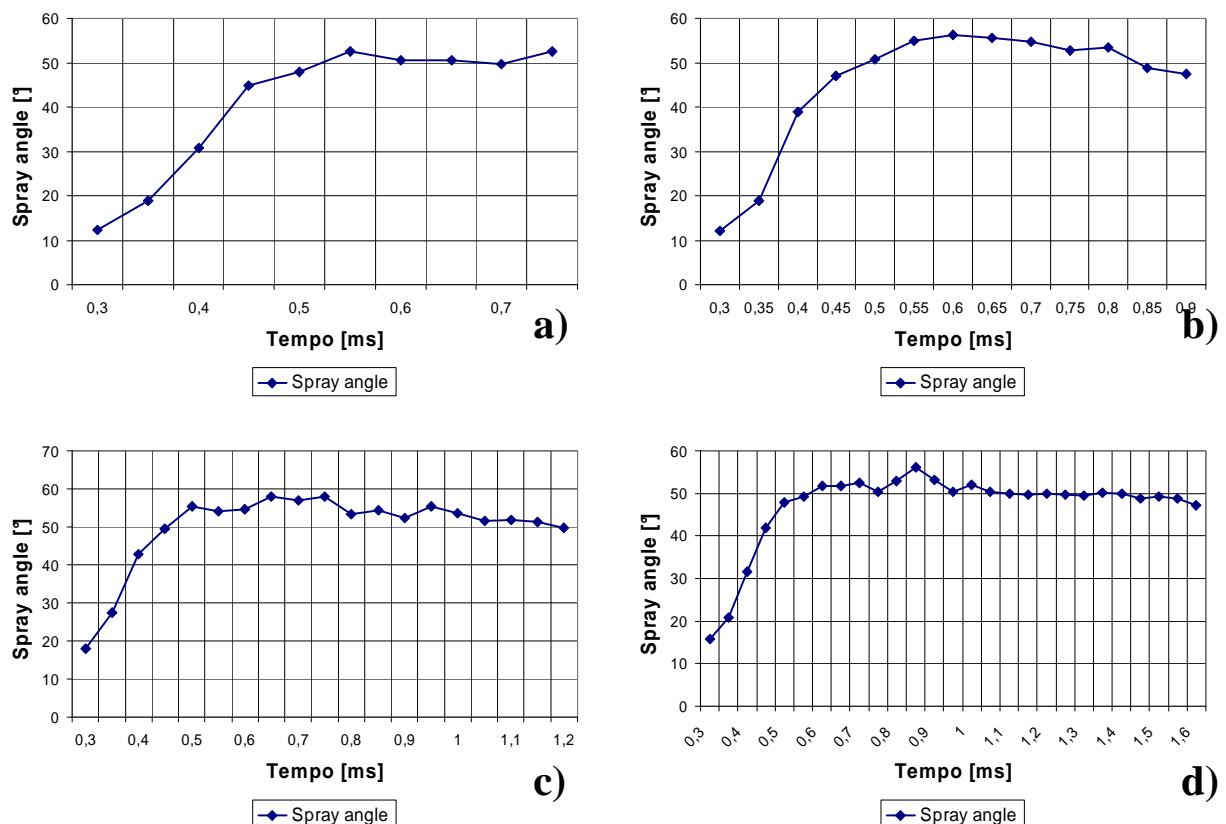 60
50
40
30
20
10
0
Spray angle [°]
0,3 0,4 0,5 0,6 0,7
Tempo [ms]
a)
Spray angle
60
50
40
30
20
10
0
Spray angle [°]
0,3 0,35 0,4 0,45 0,5 0,55 0,6 0,65 0,7 0,75 0,8 0,85 0,9
Tempo [ms]
b)
Spray angle
70
60
50
40
30
20
10
0
Spray angle [°]
0,3 0,4 0,5 0,6 0,7 0,8 0,9 1 1,1 1,2
Tempo [ms]
c)
Spray angle
60
50
40
30
20
10
0
Spray angle [°]
0,3 0,4 0,5 0,6 0,7 0,8 0,9 1 1,1 1,2 1,3 1,4 1,5 1,6
Tempo [ms]
d)
Spray angle